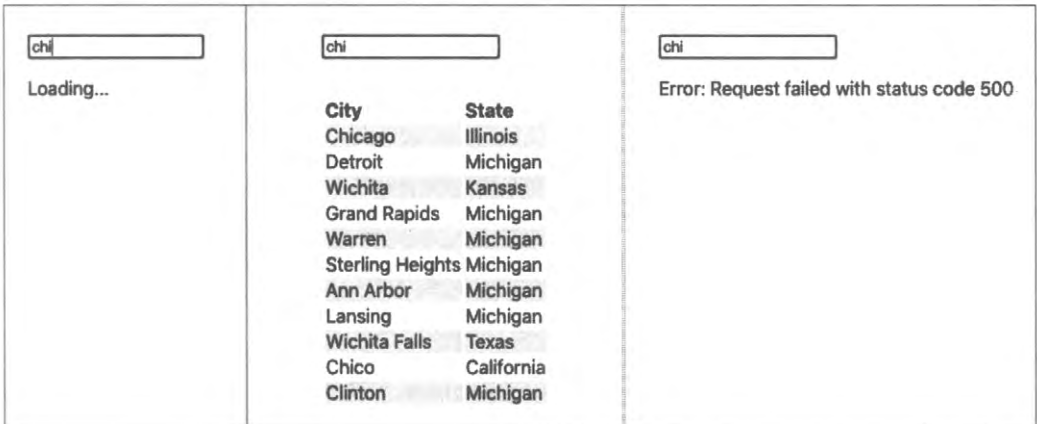 chi
Loading...
chi
City State
Chicago Illinois
Detroit Michigan
Wichita Kansas
Grand Rapids Michigan
Warren Michigan
Sterling Heights Michigan
Ann Arbor Michigan
Lansing Michigan
Wichita Falls Texas
Chico California
Clinton Michigan
chi
Error: Request failed with status code 500